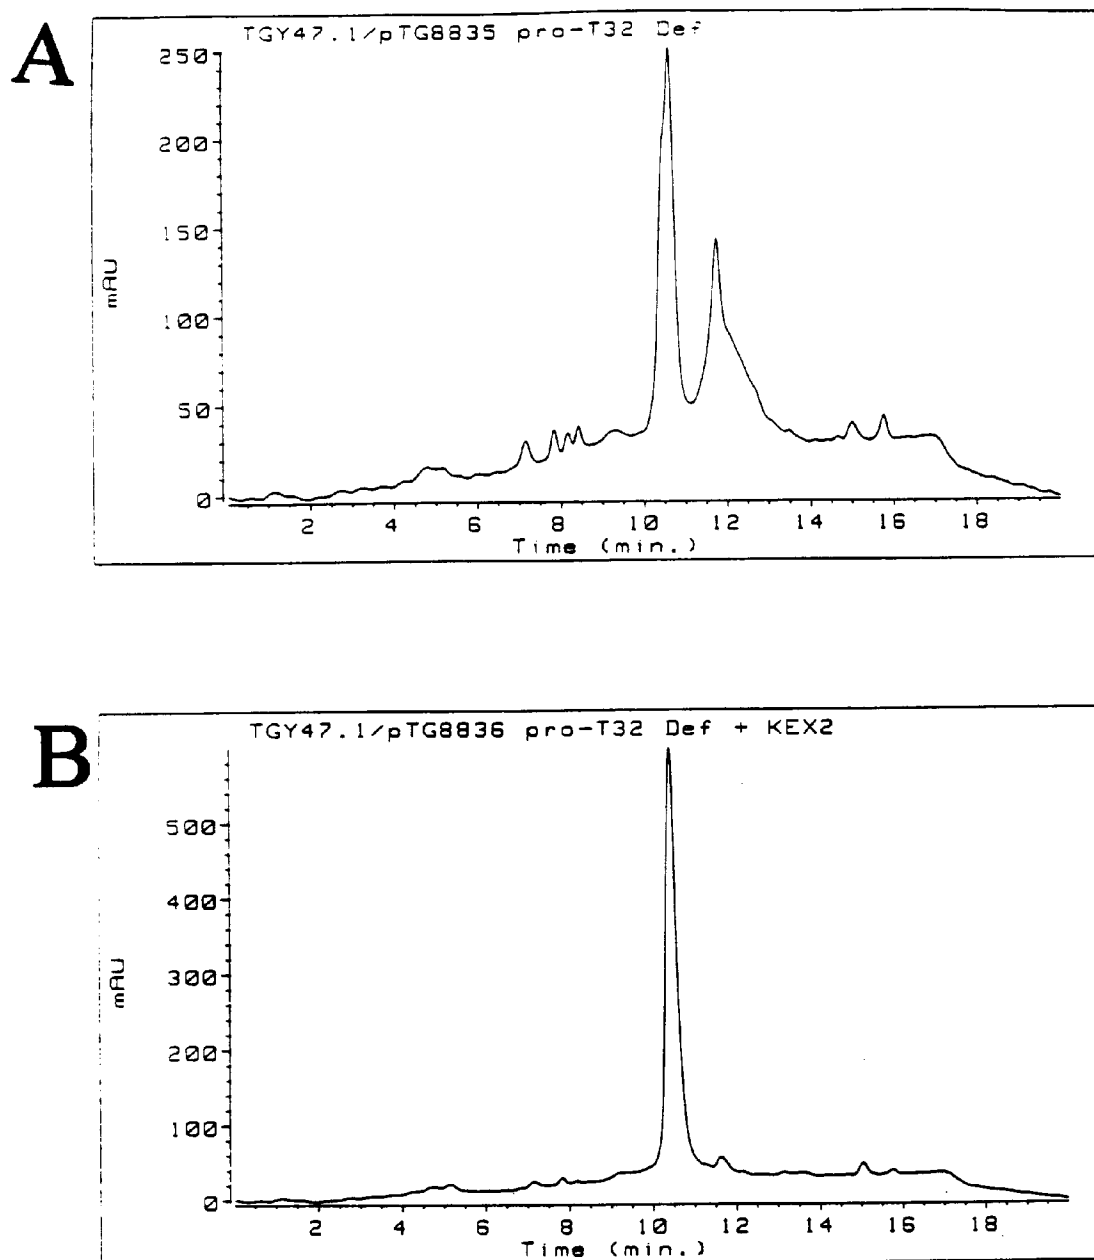 A
TGY47.1/pTG8835 pro-T32 Def
250
200
150
100
50
0
mAU
2 4 6 8 10 12 14 16 18
Time (min.)
B
TGY47.1/pTG8836 pro-T32 Def + KEX2
500
400
300
200
100
0
mAU
2 4 6 8 10 12 14 16 18
Time (min.)